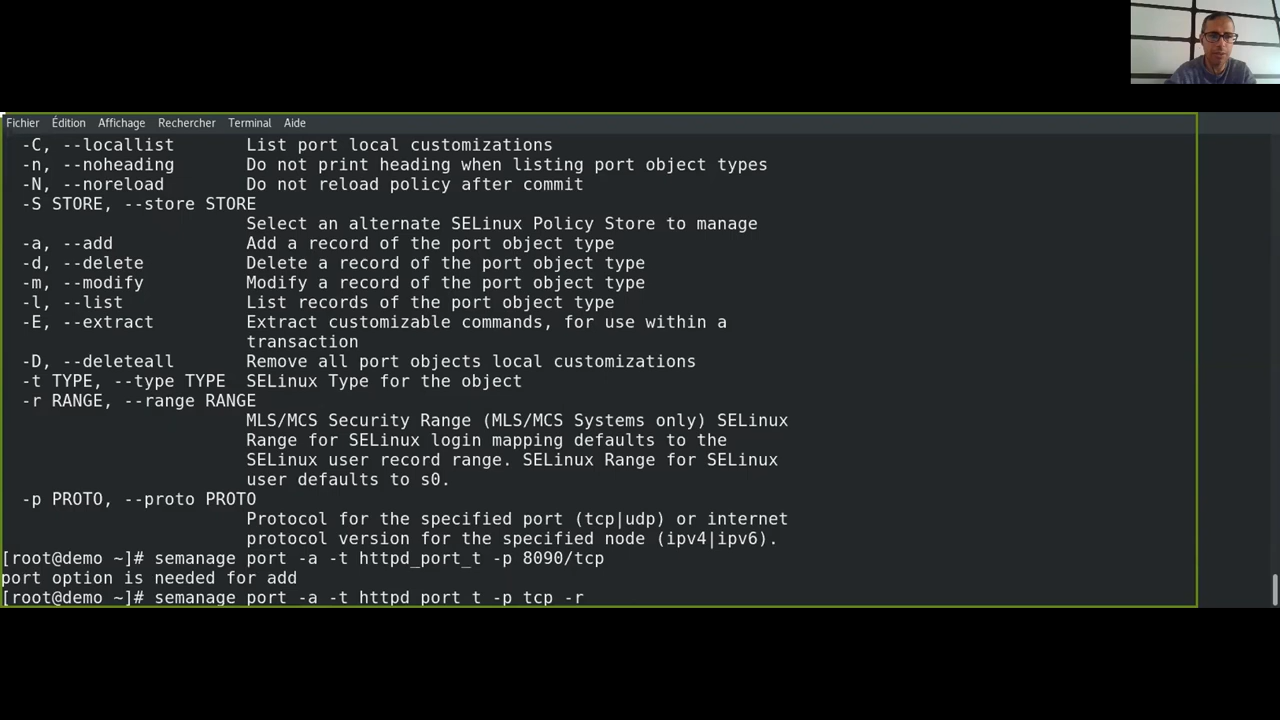 Fichier Édition Affichage Rechercher Terminal Aide
-C, --locallist List port local customizations
-n, --noheading Do not print heading when listing port object types
-N, --noreload Do not reload policy after commit
-S STORE, --store STORE
Select an alternate SELinux Policy Store to manage
-a, --add Add a record of the port object type
-d, --delete Delete a record of the port object type
-m, --modify Modify a record of the port object type
-l, --list List records of the port object type
-E, --extract Extract customizable commands, for use within a
transaction
-D, --deleteall Remove all port objects local customizations
-t TYPE, --type TYPE SELinux Type for the object
-r RANGE, --range RANGE
MLS/MCS Security Range (MLS/MCS Systems only) SELinux
Range for SELinux login mapping defaults to the
SELinux user record range. SELinux Range for SELinux
user defaults to s0.
-p PROTO, --proto PROTO
Protocol for the specified port (tcp|udp) or internet
protocol version for the specified node (ipv4|ipv6).
[root@demo ~]# semanage port -a -t httpd_port_t -p 8090/tcp
port option is needed for add
[root@demo ~]# semanage port -a -t httpd port t -p tcp -r